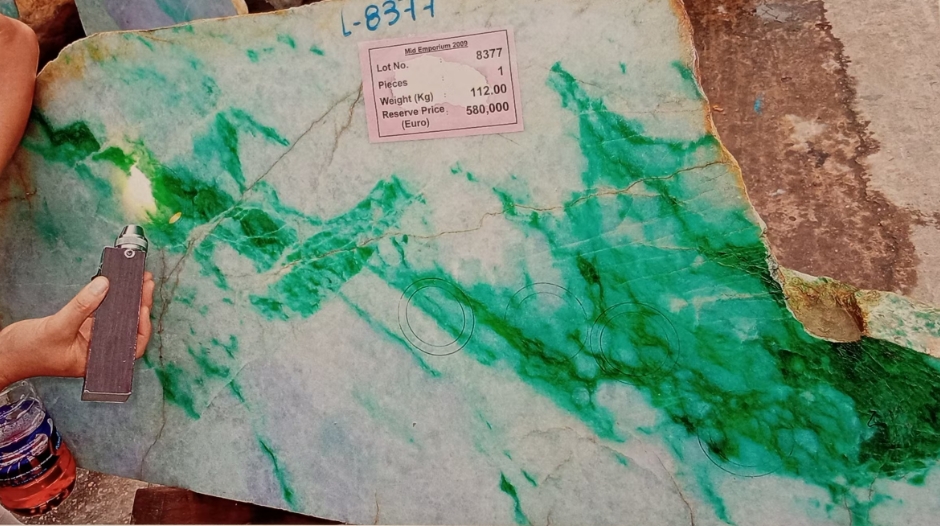 L-8377
Mid Emporium 2009
Lot No. 8377
Pieces 1
Weight (Kg) 112.00
Reserve Price 580,000
(Euro)